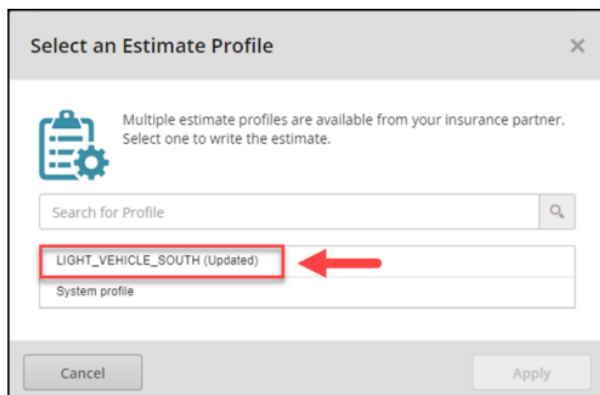 Select an Estimate Profile
Multiple estimate profiles are available from your insurance partner.
Select one to write the estimate.
Search for Profile
LIGHT_VEHICLE_SOUTH (Updated)
System profile
Cancel
Apply